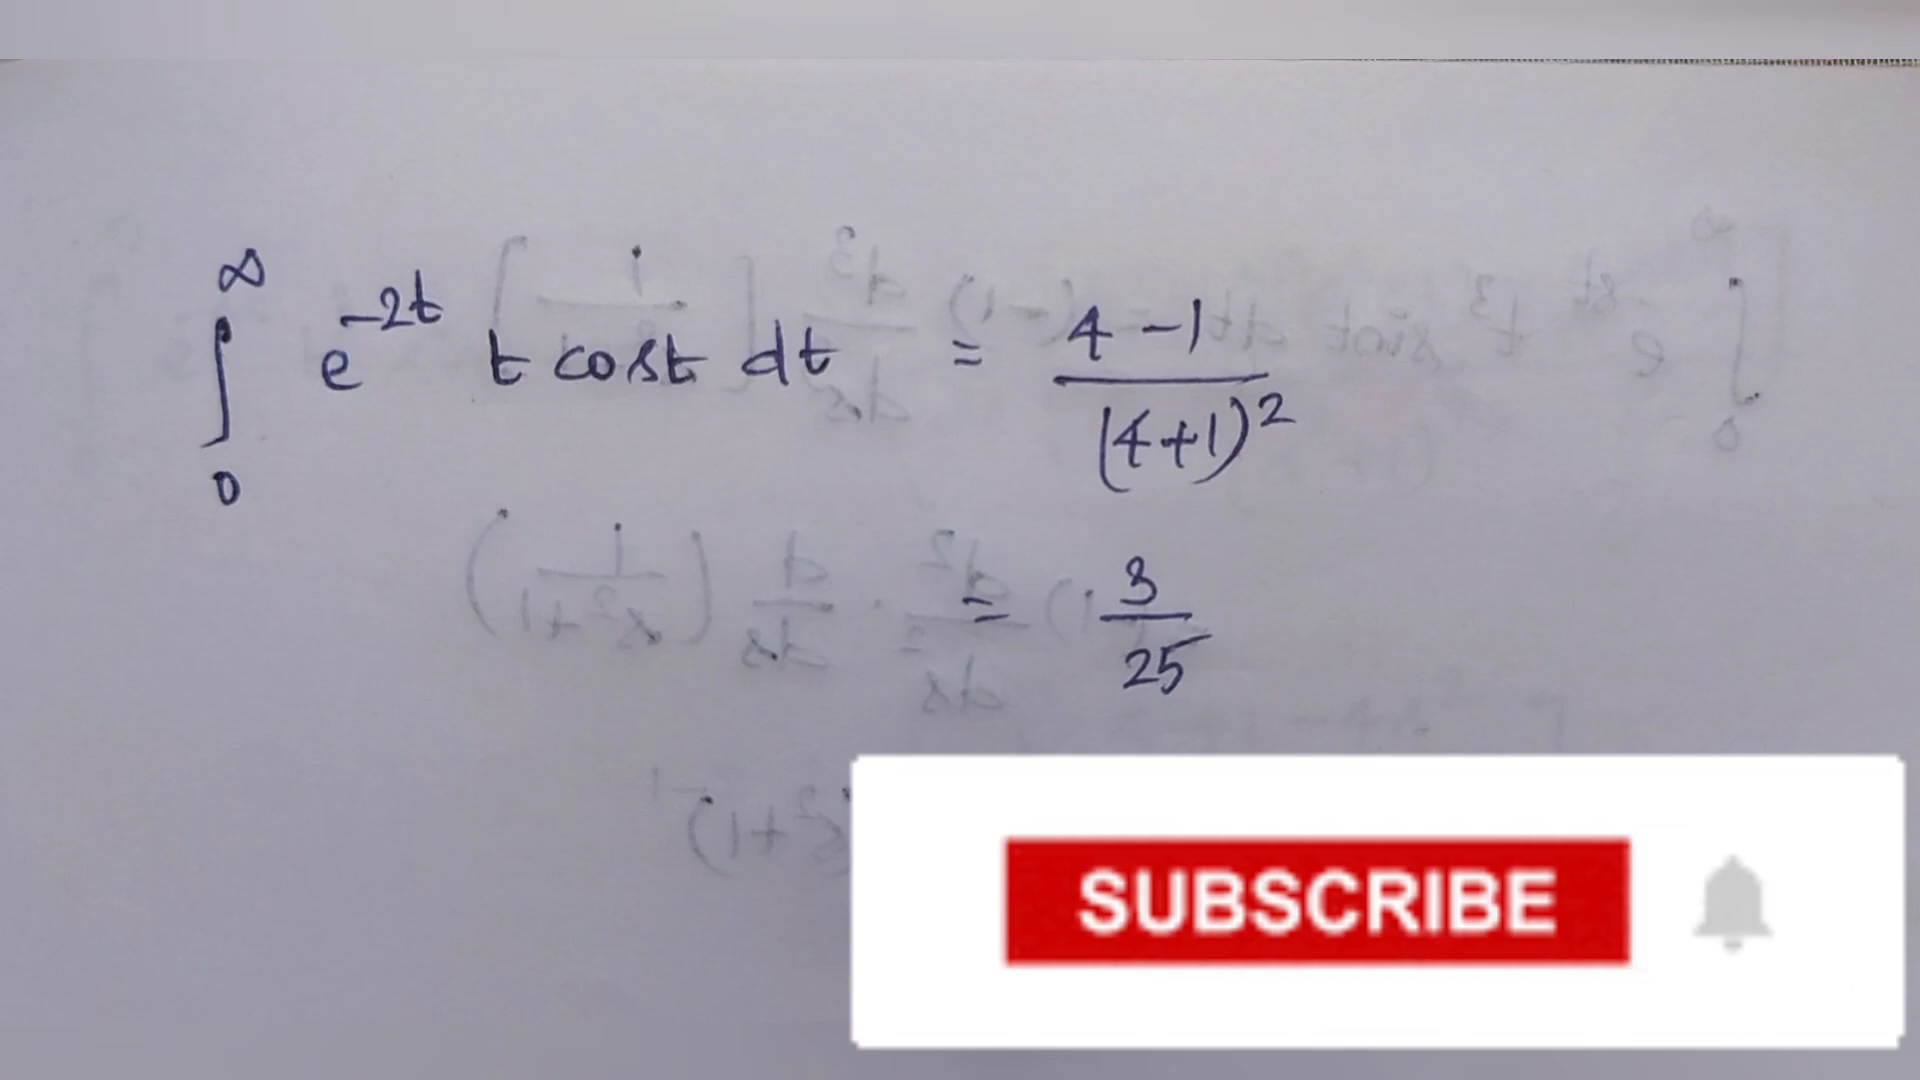 ∫₀^∞ e^{-2t} t cost dt = (4-1)/(4+1)²
= 3/25
SUBSCRIBE